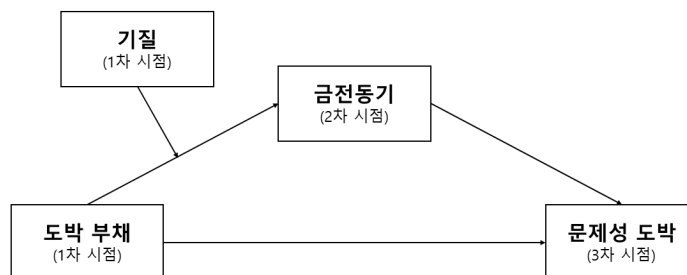 기질
(1차 시점)
금전동기
(2차 시점)
도박 부채
(1차 시점)
문제성 도박
(3차 시점)